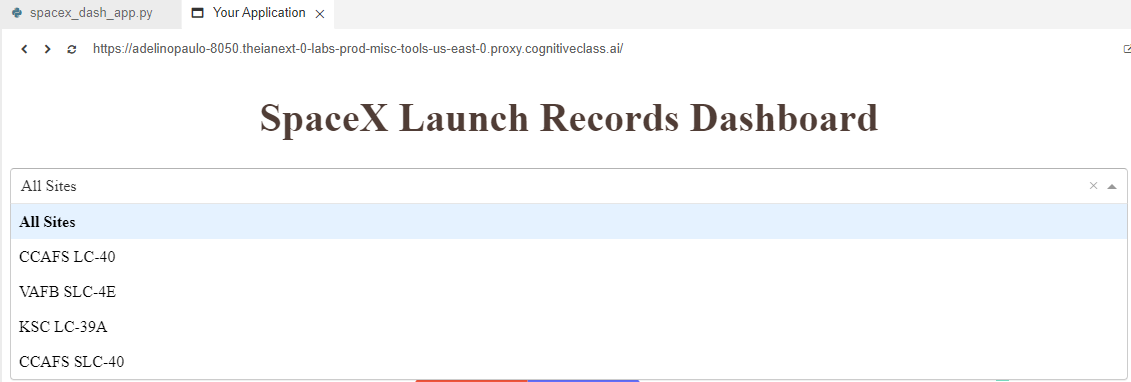 spacex_dash_app.py Your Application
https://adelinopaulo-8050.theianext-0-labs-prod-misc-tools-us-east-0.proxy.cognitiveclass.ai/
SpaceX Launch Records Dashboard
All Sites
All Sites
CCAFS LC-40
VAFB SLC-4E
KSC LC-39A
CCAFS SLC-40